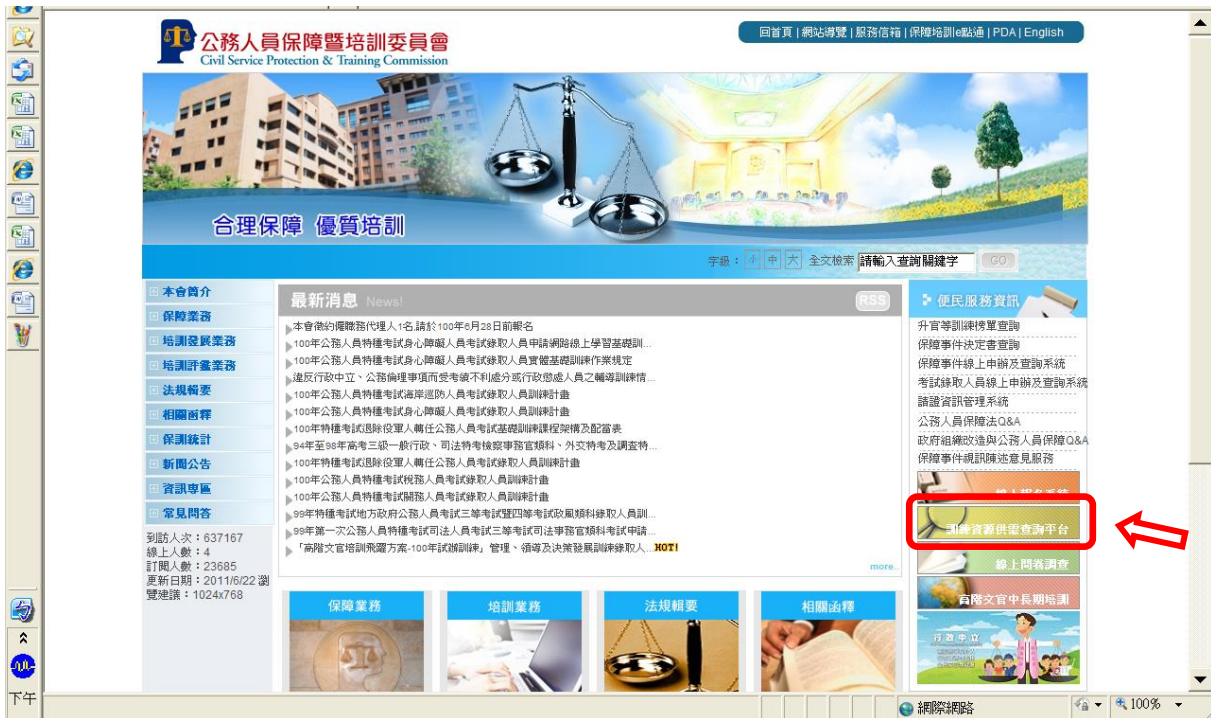 公務人員保障暨培訓委員會
Civil Service Protection & Training Commission
回首頁 | 網站導覽 | 服務信箱 | 保障培訓e點通 | PDA | English
合理保障 優質培訓
字級： 小 中 大 全文檢索 請輸入查詢關鍵字 GO
本會簡介
保障業務
培訓發展業務
培訓評鑑業務
法規輯要
相關函釋
保訓統計
新聞公告
資訊專區
常見問答
到訪人次：637167
線上人數：4
訂閱人數：23685
更新日期：2011/6/22 瀏
覽建議：1024x768
最新消息 News!
RSS
本會徵約僱職務代理人1名,請於100年6月28日前報名
100年公務人員特種考試身心障礙人員考試錄取人員申請網路線上學習基礎訓...
100年公務人員特種考試身心障礙人員考試錄取人員實體基礎訓練作業規定
違反行政中立、公務倫理事項而受考績不利處分或行政懲處人員之輔導訓練情...
100年公務人員特種考試海岸巡防人員考試錄取人員訓練計畫
100年公務人員特種考試身心障礙人員考試錄取人員訓練計畫
100年特種考試退除役軍人轉任公務人員考試基礎訓練課程架構及配當表
94年至98年高考三級一般行政、司法特考檢察事務官類科、外交特考及調查特...
100年特種考試退除役軍人轉任公務人員考試錄取人員訓練計畫
100年公務人員特種考試稅務人員考試錄取人員訓練計畫
100年公務人員特種考試關務人員考試錄取人員訓練計畫
99年特種考試地方政府公務人員考試三等考試暨四等考試政風類科錄取人員訓...
99年第一次公務人員特種考試司法人員考試三等考試司法事務官類科考試申請...
「高階文官培訓飛躍方案-100年試辦訓練」管理、領導及決策發展訓練錄取人...HOT!
more..
保障業務
培訓業務
法規輯要
相關函釋
便民服務資訊
升官等訓練榜單查詢
保障事件決定書查詢
保障事件線上申辦及查詢系統
考試錄取人員線上申辦及查詢系統
請證資訊管理系統
公務人員保障法Q&A
政府組織改造與公務人員保障Q&A
保障事件視訊陳述意見服務
線上報名系統
訓練資源供需查詢平台
線上問卷調查
高階文官中長期培訓
行政中立
下午
網際網路
100%